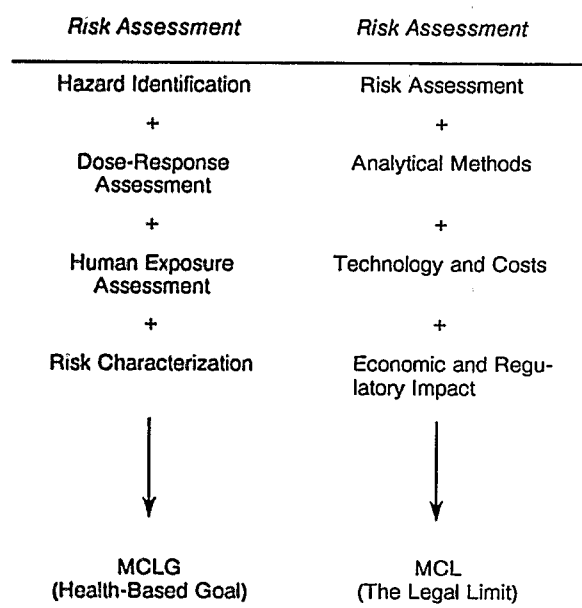 Risk Assessment
Hazard Identification
+
Dose-Response
Assessment
+
Human Exposure
Assessment
+
Risk Characterization
MCLG
(Health-Based Goal)
Risk Assessment
Risk Assessment
+
Analytical Methods
+
Technology and Costs
+
Economic and Regu-
latory Impact
MCL
(The Legal Limit)